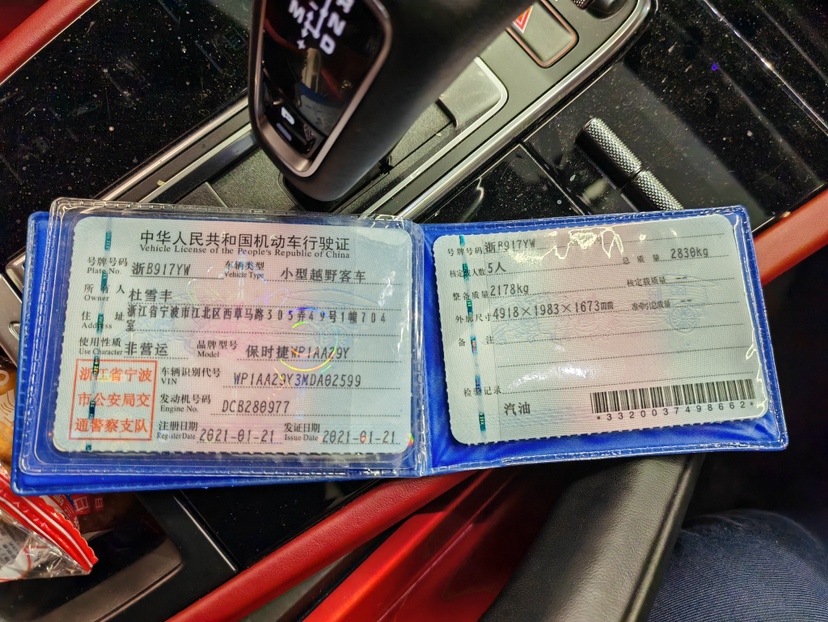 中华人民共和国机动车行驶证
Vehicle License of the People's Republic of China
号牌号码 浙B917YW 车辆类型 小型越野客车
Plate No. Vehicle Type
所有人 杜雪丰
Owner
住址 浙江省宁波市江北区西草马路305弄49号1幢704室
Address
使用性质 非营运 品牌型号 保时捷WP1AA29Y
Use Character Model
浙江省宁波
市公安局交
通警察支队
车辆识别代号 WP1AA29Y3MDA02599
VIN
发动机号码 DCB280977
Engine No.
注册日期 2021-01-21 发证日期 2021-01-21
Register Date Issue Date
号牌号码 浙B917YW
核定载人数 5人 总质量 2830kg
整备质量 2178kg 核定载质量 --
外廓尺寸 4918×1983×1673mm 准牵引总质量 --
备注
检验记录
汽油
*3320037498662*
R
N
D
M
+